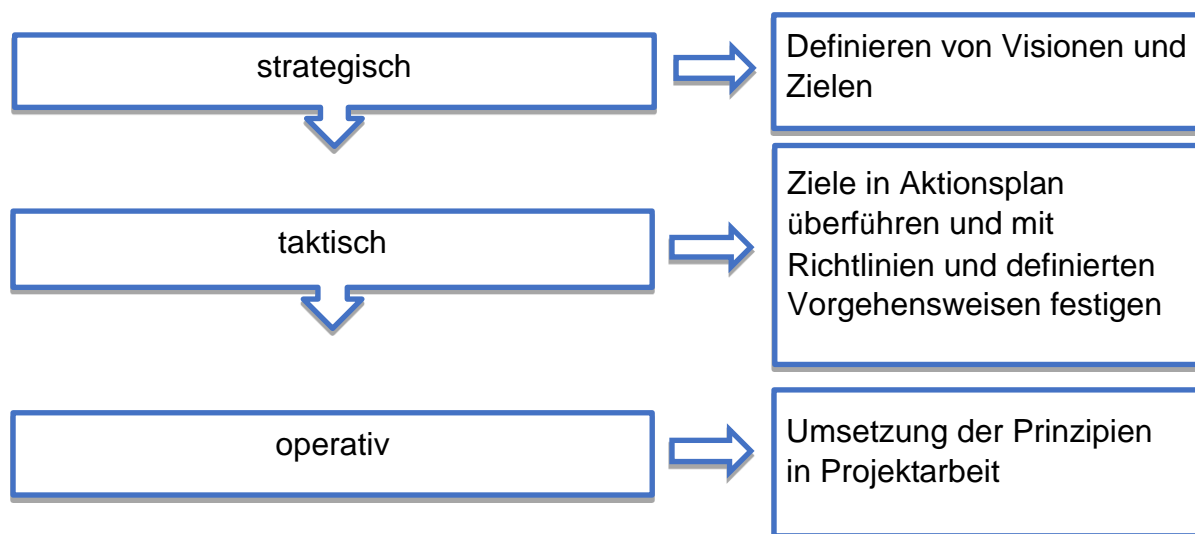 strategisch
Definieren von Visionen und
Zielen
taktisch
Ziele in Aktionsplan
überführen und mit
Richtlinien und definierten
Vorgehensweisen festigen
operativ
Umsetzung der Prinzipien
in Projektarbeit